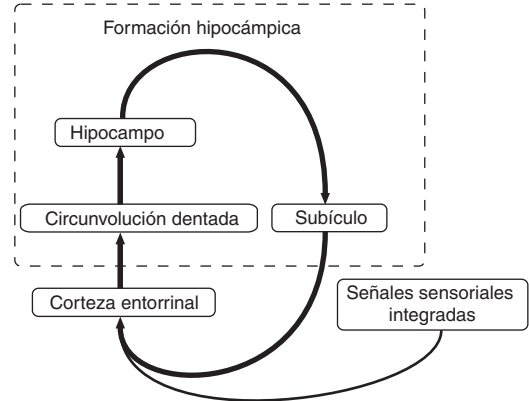 Formación hipocámpica
Hipocampo
Circunvolución dentada
Subículo
Corteza entorrinal
Señales sensoriales
integradas